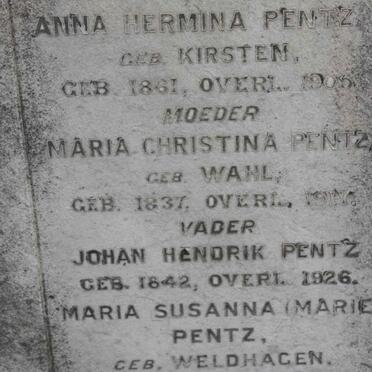 ANNA HERMINA PENTZ
GEB. KIRSTEN,
GEB. 1861, OVERL.
MOEDER
MARIA CHRISTINA PENTZ,
GEB. WAHL,
GEB. 1837, OVERL.
VADER
JOHAN HENDRIK PENTZ
GEB. 1842, OVERL. 1926.
MARIA SUSANNA (MARIE
PENTZ,
GEB. WELDHAGEN.